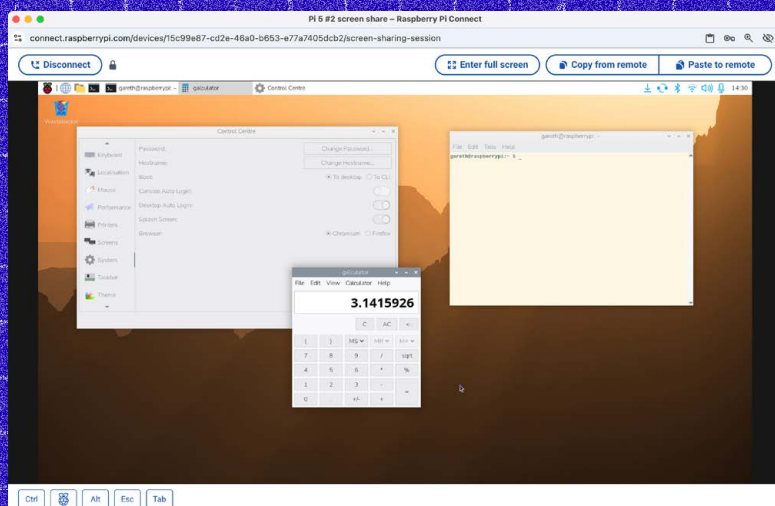 Pi 5 #2 screen share – Raspberry Pi Connect
connect.raspberrypi.com/devices/15c99e87-cd2e-46a0-b653-e77a7405dcb2/screen-sharing-session
Disconnect
Enter full screen
Copy from remote
Paste to remote
gareth@raspberrypi: ~
galculator
Control Centre
14:30
Wastebasket
Control Centre
Keyboard
Localisation
Mouse
Performance
Printers
Screens
System
Taskbar
Theme
Password:
Change Password...
Hostname:
Change Hostname...
Boot:
To Desktop
To CLI
Console Auto Login:
Desktop Auto Login:
Splash Screen:
Browser:
Chromium
Firefox
gareth@raspberrypi: ~
File Edit Tabs Help
gareth@raspberrypi:~ $ _
galculator
File Edit View Calculator Help
3.1415926
C AC <-
( ) MS MR M+
7 8 9 / sqrt
4 5 6 * %
1 2 3 - =
0 . +/- +
Ctrl
Alt
Esc
Tab